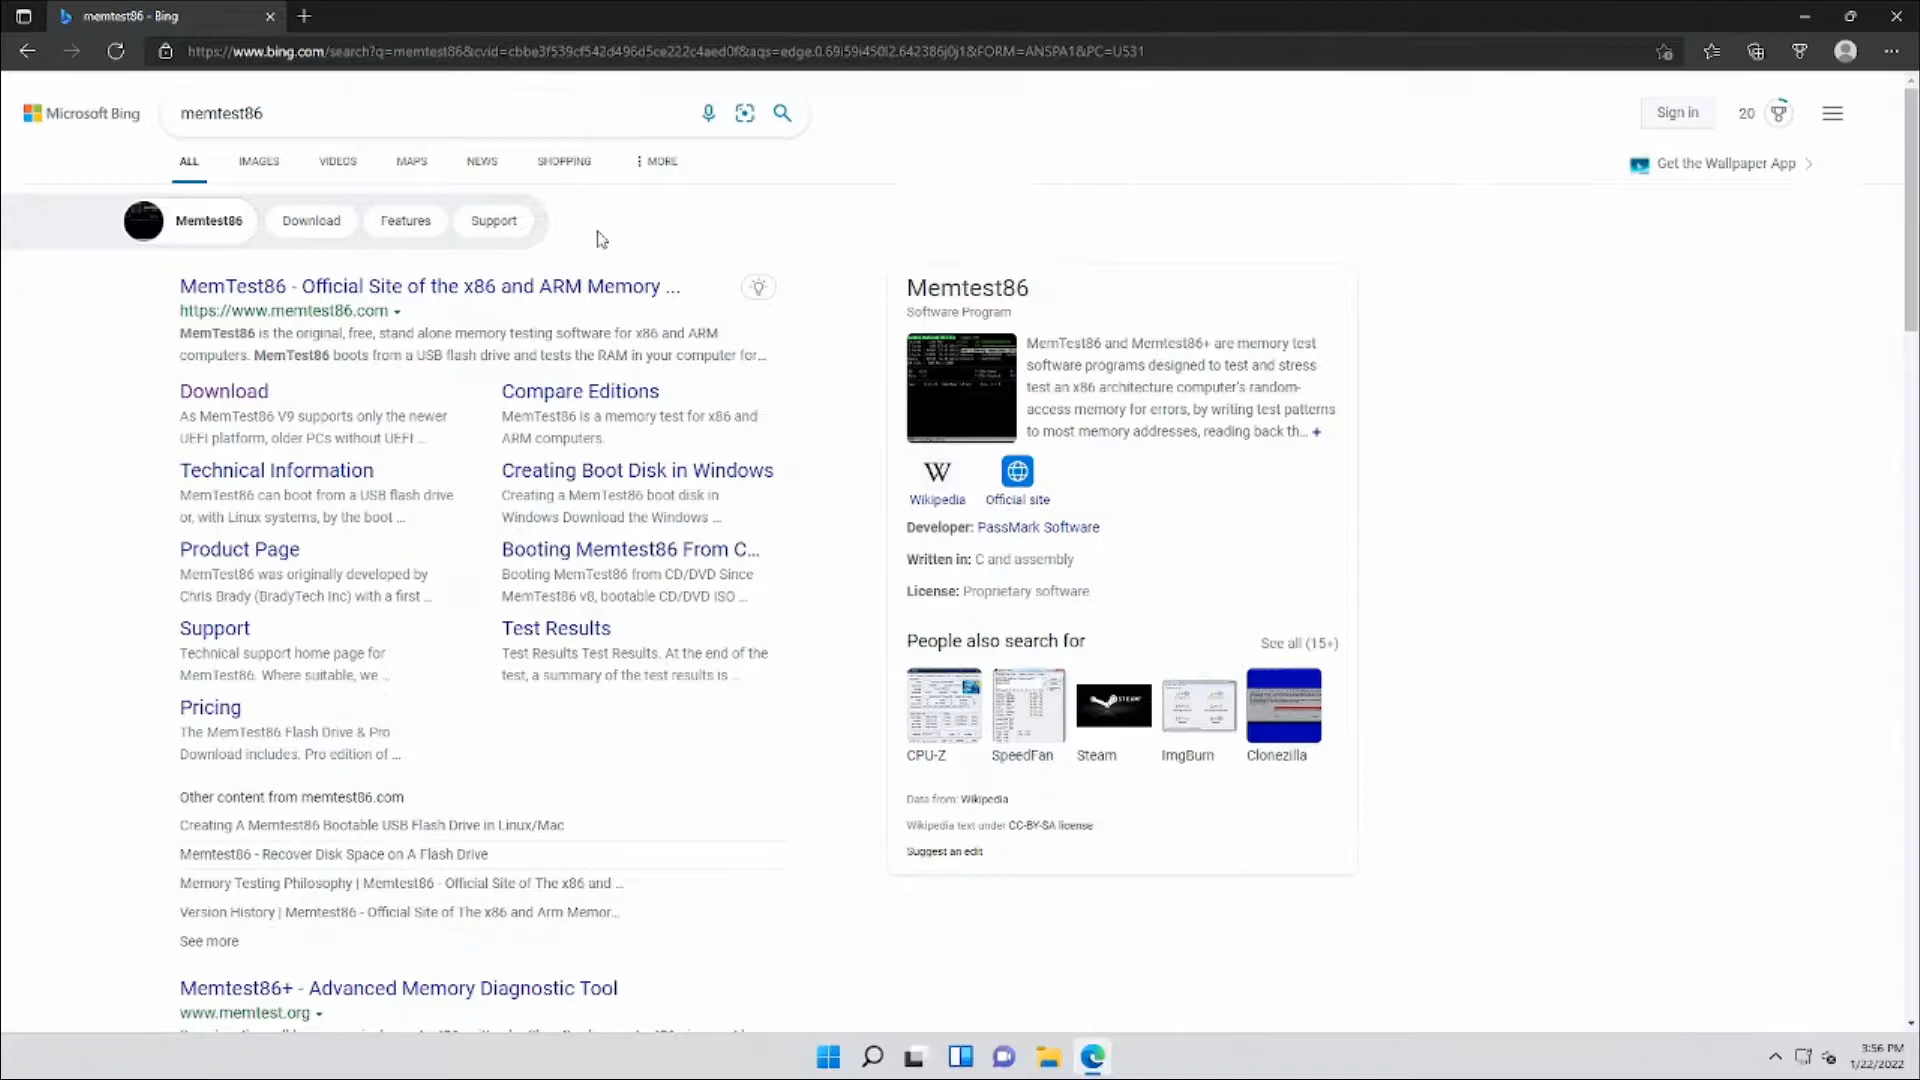 memtest86 - Bing
https://www.bing.com/search?q=memtest86&cvid=cbbe3f539cf542d496d5ce222c4aed0f&aqs=edge.0.69i59i450l2.642386j0j1&FORM=ANSPA1&PC=U531
Microsoft Bing
memtest86
Sign in
20
ALL
IMAGES
VIDEOS
MAPS
NEWS
SHOPPING
MORE
Get the Wallpaper App
Memtest86
Download
Features
Support
MemTest86 - Official Site of the x86 and ARM Memory ...
https://www.memtest86.com
MemTest86 is the original, free, stand alone memory testing software for x86 and ARM
computers. MemTest86 boots from a USB flash drive and tests the RAM in your computer for...
Download
As MemTest86 V9 supports only the newer
UEFI platform, older PCs without UEFI ...
Compare Editions
MemTest86 is a memory test for x86 and
ARM computers.
Technical Information
MemTest86 can boot from a USB flash drive
or, with Linux systems, by the boot ...
Creating Boot Disk in Windows
Creating a MemTest86 boot disk in
Windows Download the Windows ...
Product Page
MemTest86 was originally developed by
Chris Brady (BradyTech Inc) with a first ...
Booting Memtest86 From C...
Booting MemTest86 from CD/DVD Since
MemTest86 v8, bootable CD/DVD ISO ...
Support
Technical support home page for
MemTest86. Where suitable, we ...
Test Results
Test Results Test Results. At the end of the
test, a summary of the test results is ...
Pricing
The MemTest86 Flash Drive & Pro
Download includes. Pro edition of ...
Other content from memtest86.com
Creating A Memtest86 Bootable USB Flash Drive in Linux/Mac
Memtest86 - Recover Disk Space on A Flash Drive
Memory Testing Philosophy | Memtest86 - Official Site of The x86 and ...
Version History | Memtest86 - Official Site of The x86 and Arm Memor...
See more
Memtest86+ - Advanced Memory Diagnostic Tool
www.memtest.org
Memtest86
Software Program
MemTest86 and Memtest86+ are memory test
software programs designed to test and stress
test an x86 architecture computer's random-
access memory for errors, by writing test patterns
to most memory addresses, reading back th... +
W
Wikipedia
Official site
Developer: PassMark Software
Written in: C and assembly
License: Proprietary software
People also search for
See all (15+)
STEAM
CPU-Z
SpeedFan
Steam
ImgBurn
Clonezilla
Data from: Wikipedia
Wikipedia text under CC-BY-SA license
Suggest an edit
3:56 PM
1/22/2022